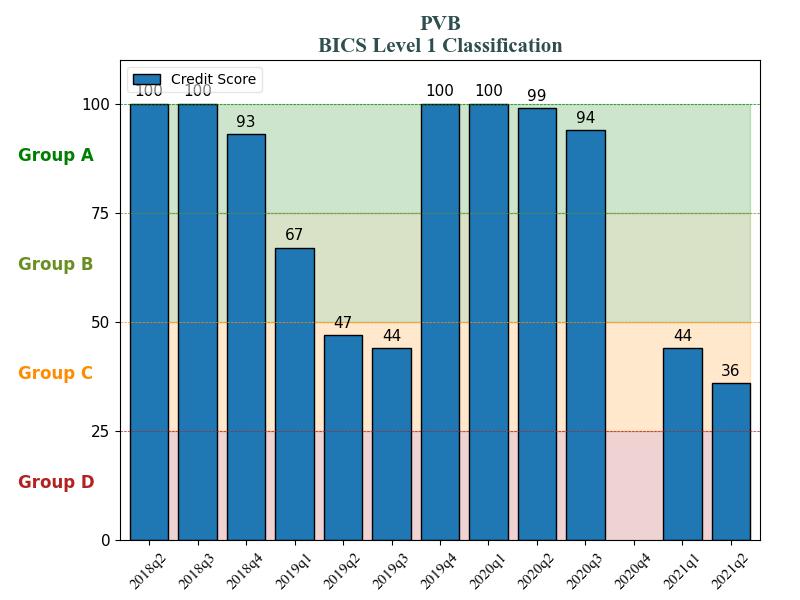 PVB
BICS Level 1 Classification
Credit Score
100 100 93 67 47 44 100 100 99 94 44 36
100
75
50
25
0
Group A
Group B
Group C
Group D
2018q2 2018q3 2018q4 2019q1 2019q2 2019q3 2019q4 2020q1 2020q2 2020q3 2020q4 2021q1 2021q2